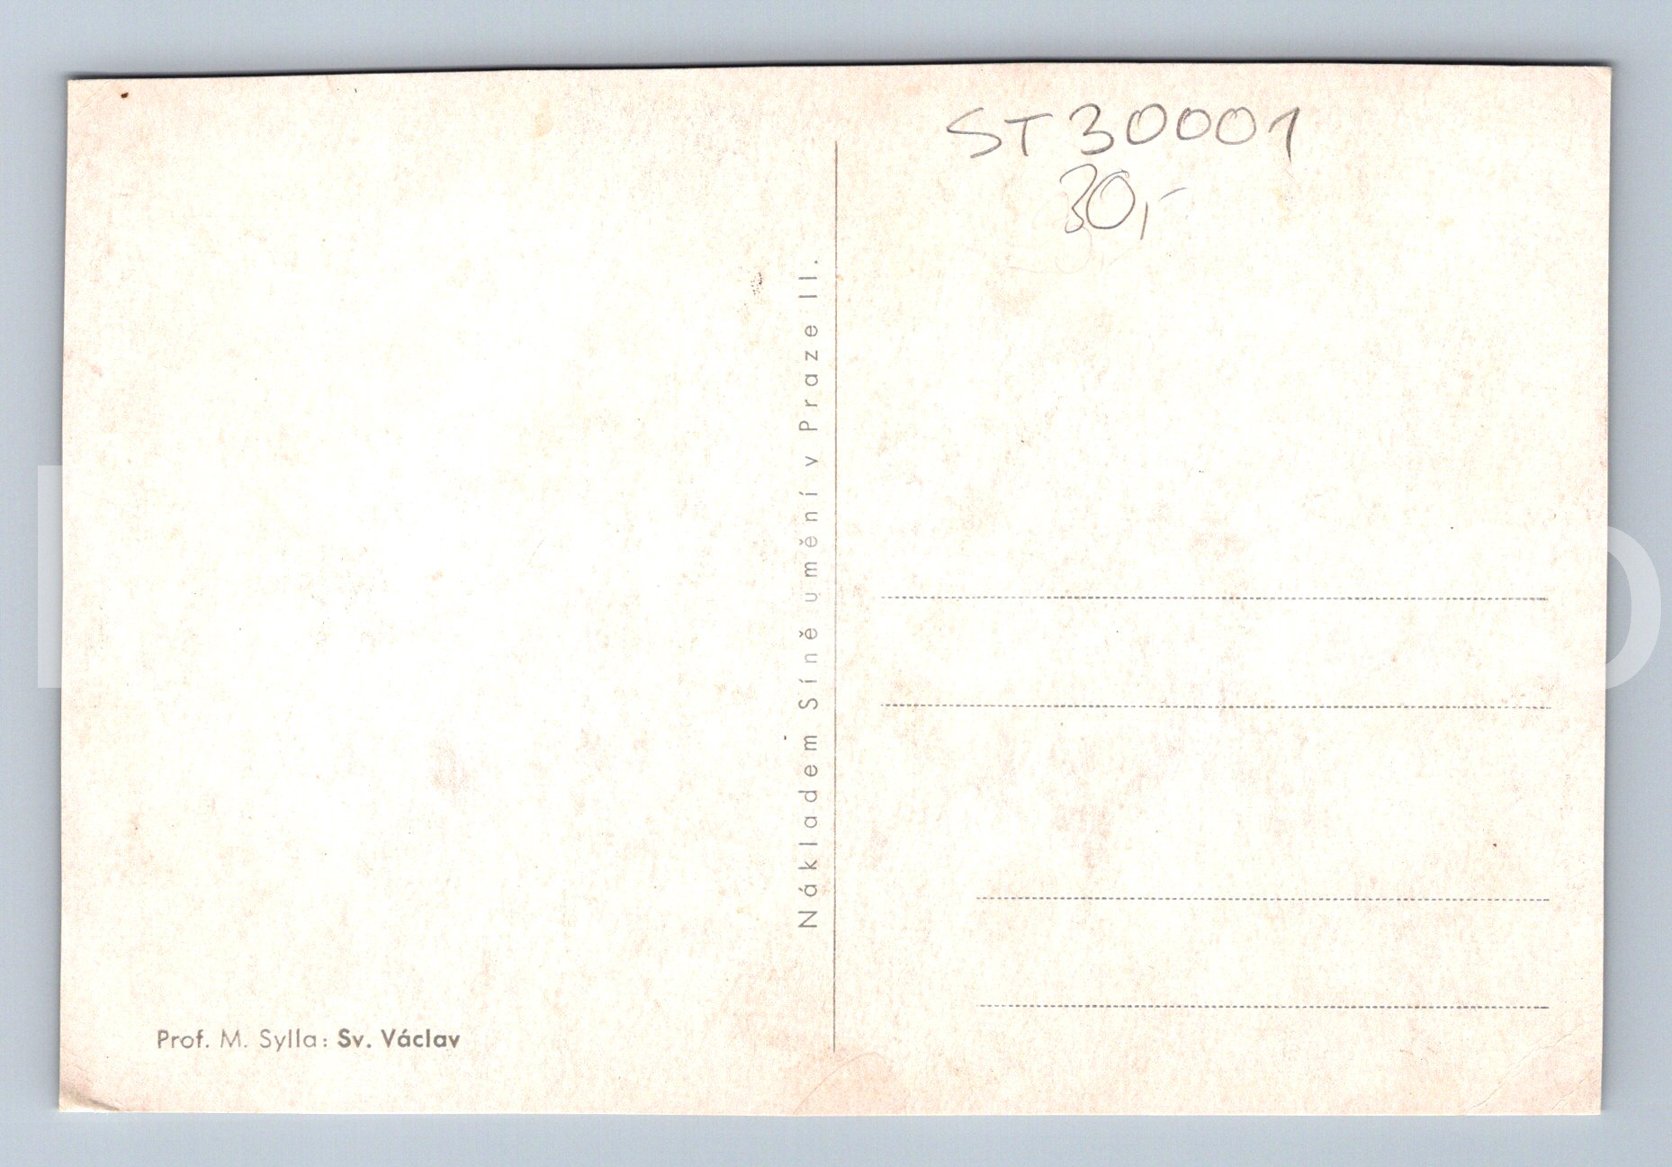 ST30001
30,-
Nákladem Síně umění v Praze II.
Prof. M. Sylla: Sv. Václav